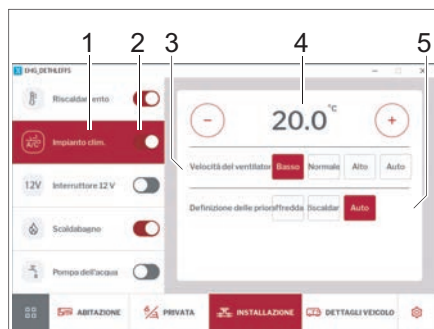 1 2 3 4 5
EHG_DETHLEFFS
Riscaldamento
20.0 °C
A/C Impianto clim.
Velocità del ventilator Basso Normale Alto Auto
12V Interruttore 12 V
Definizione delle prior affredda Riscaldar Auto
Scaldabagno
Pompa dell'acqua
ABITAZIONE PRIVATA INSTALLAZIONE DETTAGLI VEICOLO